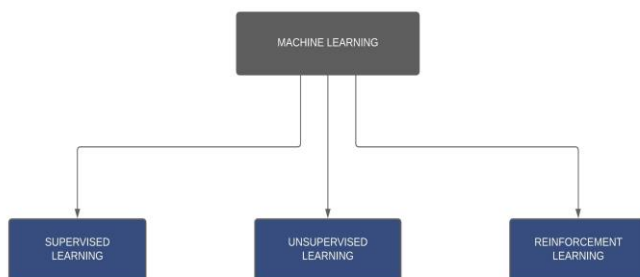 MACHINE LEARNING
SUPERVISED
LEARNING
UNSUPERVISED
LEARNING
REINFORCEMENT
LEARNING